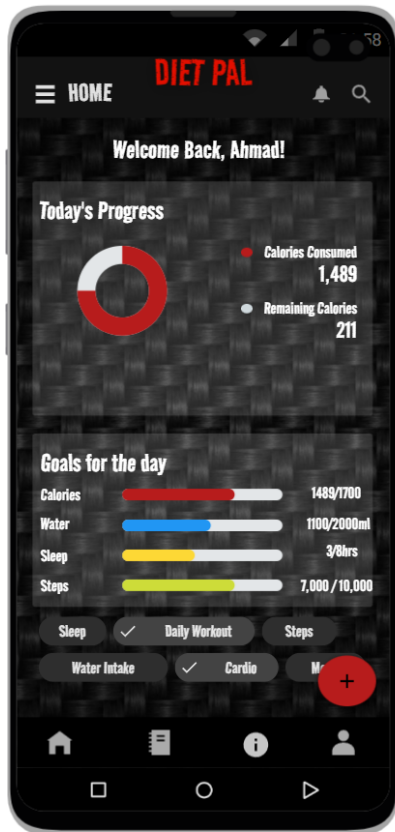 58
DIET PAL
HOME
Welcome Back, Ahmad!
Today's Progress
Calories Consumed
1,489
Remaining Calories
211
Goals for the day
Calories 1489/1700
Water 1100/2000ml
Sleep 3/8hrs
Steps 7,000 / 10,000
Sleep Daily Workout Steps
Water Intake Cardio
+